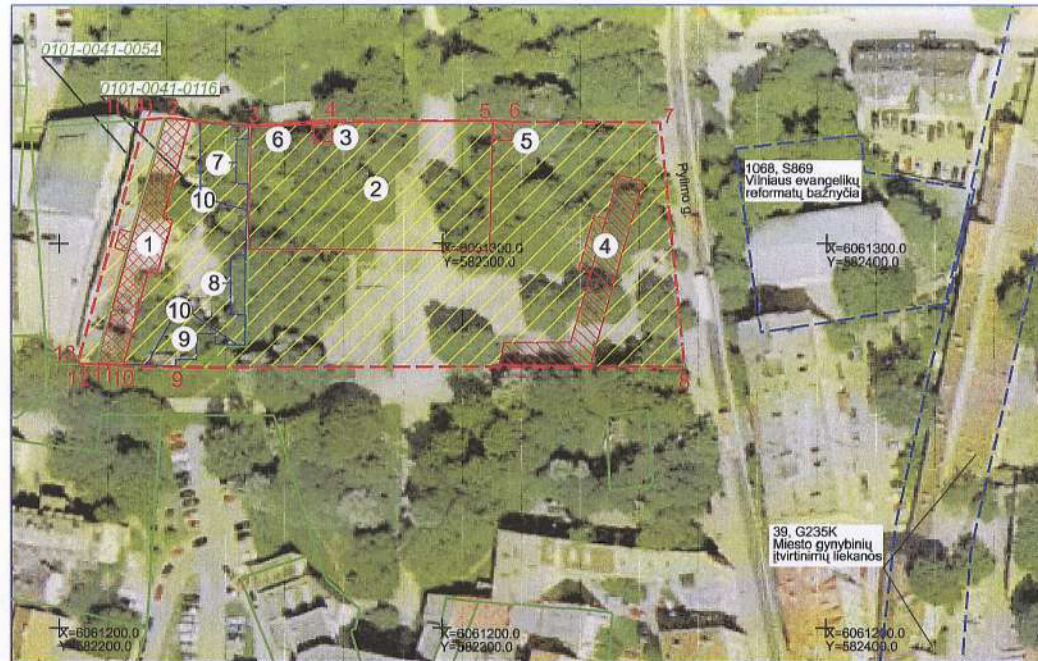 0101-0041-0054
0101-0041-0116
1
2
3
4
5
6
7
6
3
5
7
2
10
1
4
8
10
9
13
12
11
10
9
8
Pylimo g.
1068, S869
Vilniaus evangelikų
reformatų bažnyčia
X=6061300.0
Y=582300.0
X=6061300.0
Y=582400.0
39, G235K
Miesto gynybinių
įtvirtinimų liekanos
X=6061200.0
Y=582200.0
X=6061200.0
Y=582300.0
X=6061200.0
Y=582400.0